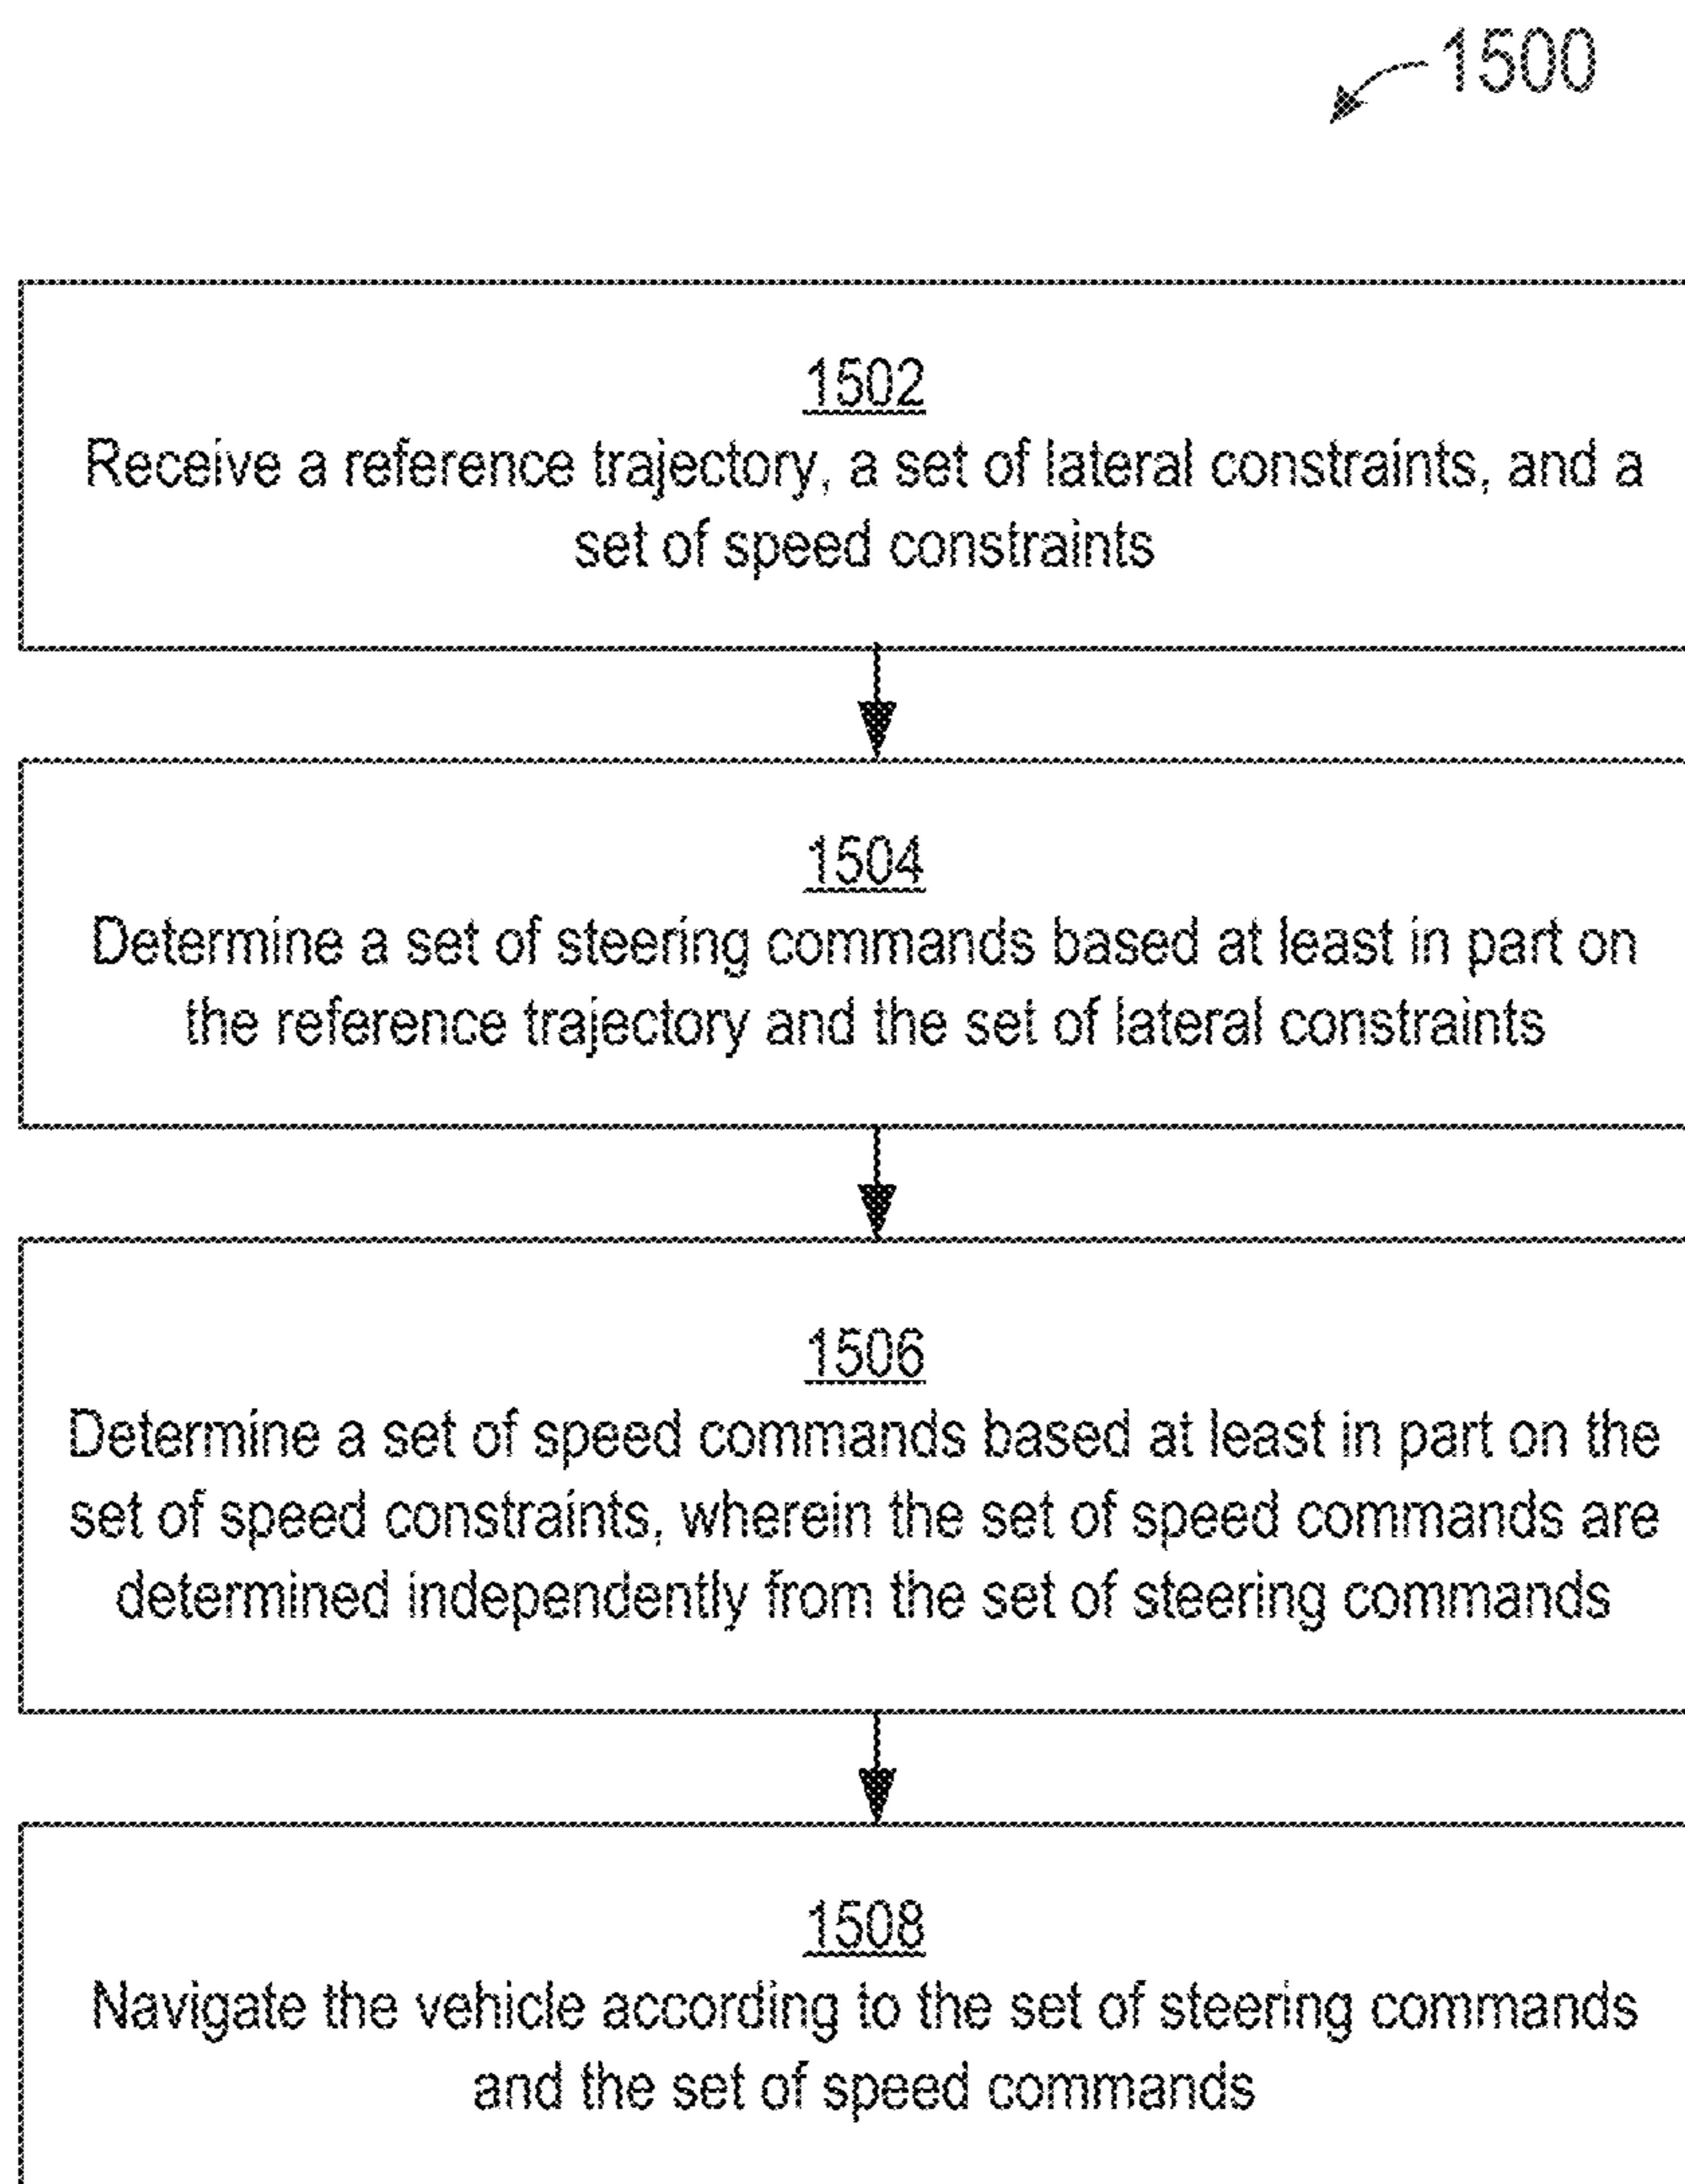 1500
1502
Receive a reference trajectory, a set of lateral constraints, and a
set of speed constraints
1504
Determine a set of steering commands based at least in part on
the reference trajectory and the set of lateral constraints
1506
Determine a set of speed commands based at least in part on the
set of speed constraints, wherein the set of speed commands are
determined independently from the set of steering commands
1508
Navigate the vehicle according to the set of steering commands
and the set of speed commands